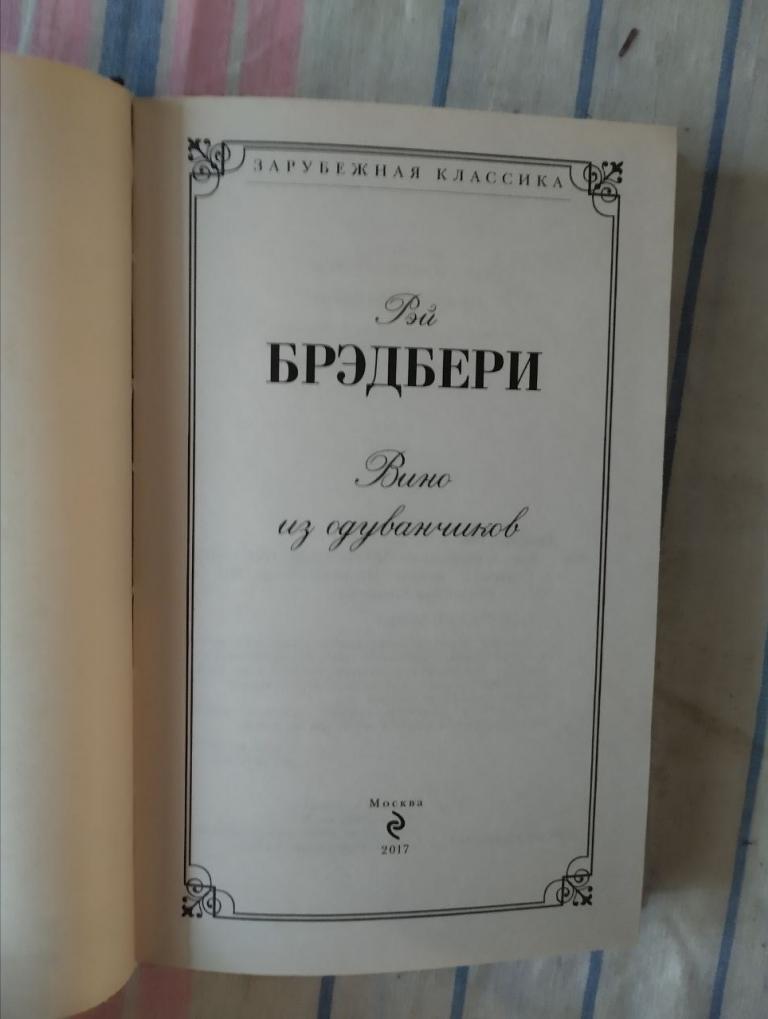 ЗАРУБЕЖНАЯ КЛАССИКА
Рэй
БРЭДБЕРИ
Вино
из одуванчиков
Москва
2017